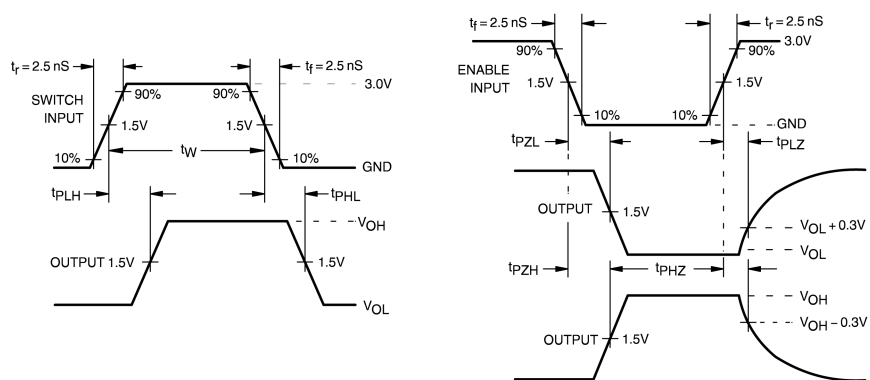 tr = 2.5 nS
tf = 2.5 nS
SWITCH INPUT
90%
90%
3.0V
1.5V
1.5V
10%
tW
10%
GND
tPLH
tPHL
VOH
OUTPUT 1.5V
1.5V
VOL
tf = 2.5 nS
tr = 2.5 nS
3.0V
90%
90%
ENABLE INPUT
1.5V
1.5V
10%
10%
GND
tPZL
tPLZ
OUTPUT
1.5V
VOL + 0.3V
VOL
tPZH
tPHZ
VOH
VOH – 0.3V
OUTPUT
1.5V